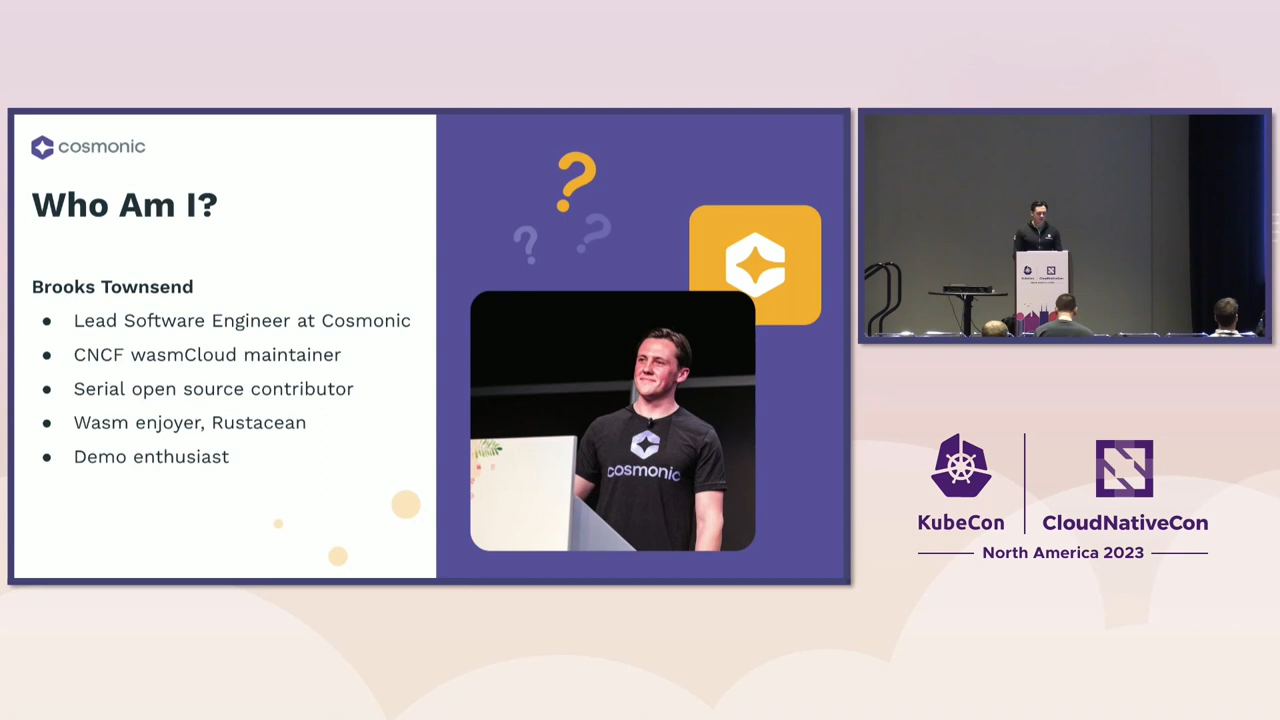 cosmonic
Who Am I?
Brooks Townsend
● Lead Software Engineer at Cosmonic
● CNCF wasmCloud maintainer
● Serial open source contributor
● Wasm enjoyer, Rustacean
● Demo enthusiast
? ? ?
cosmonic
KubeCon
CloudNativeCon
North America 2023